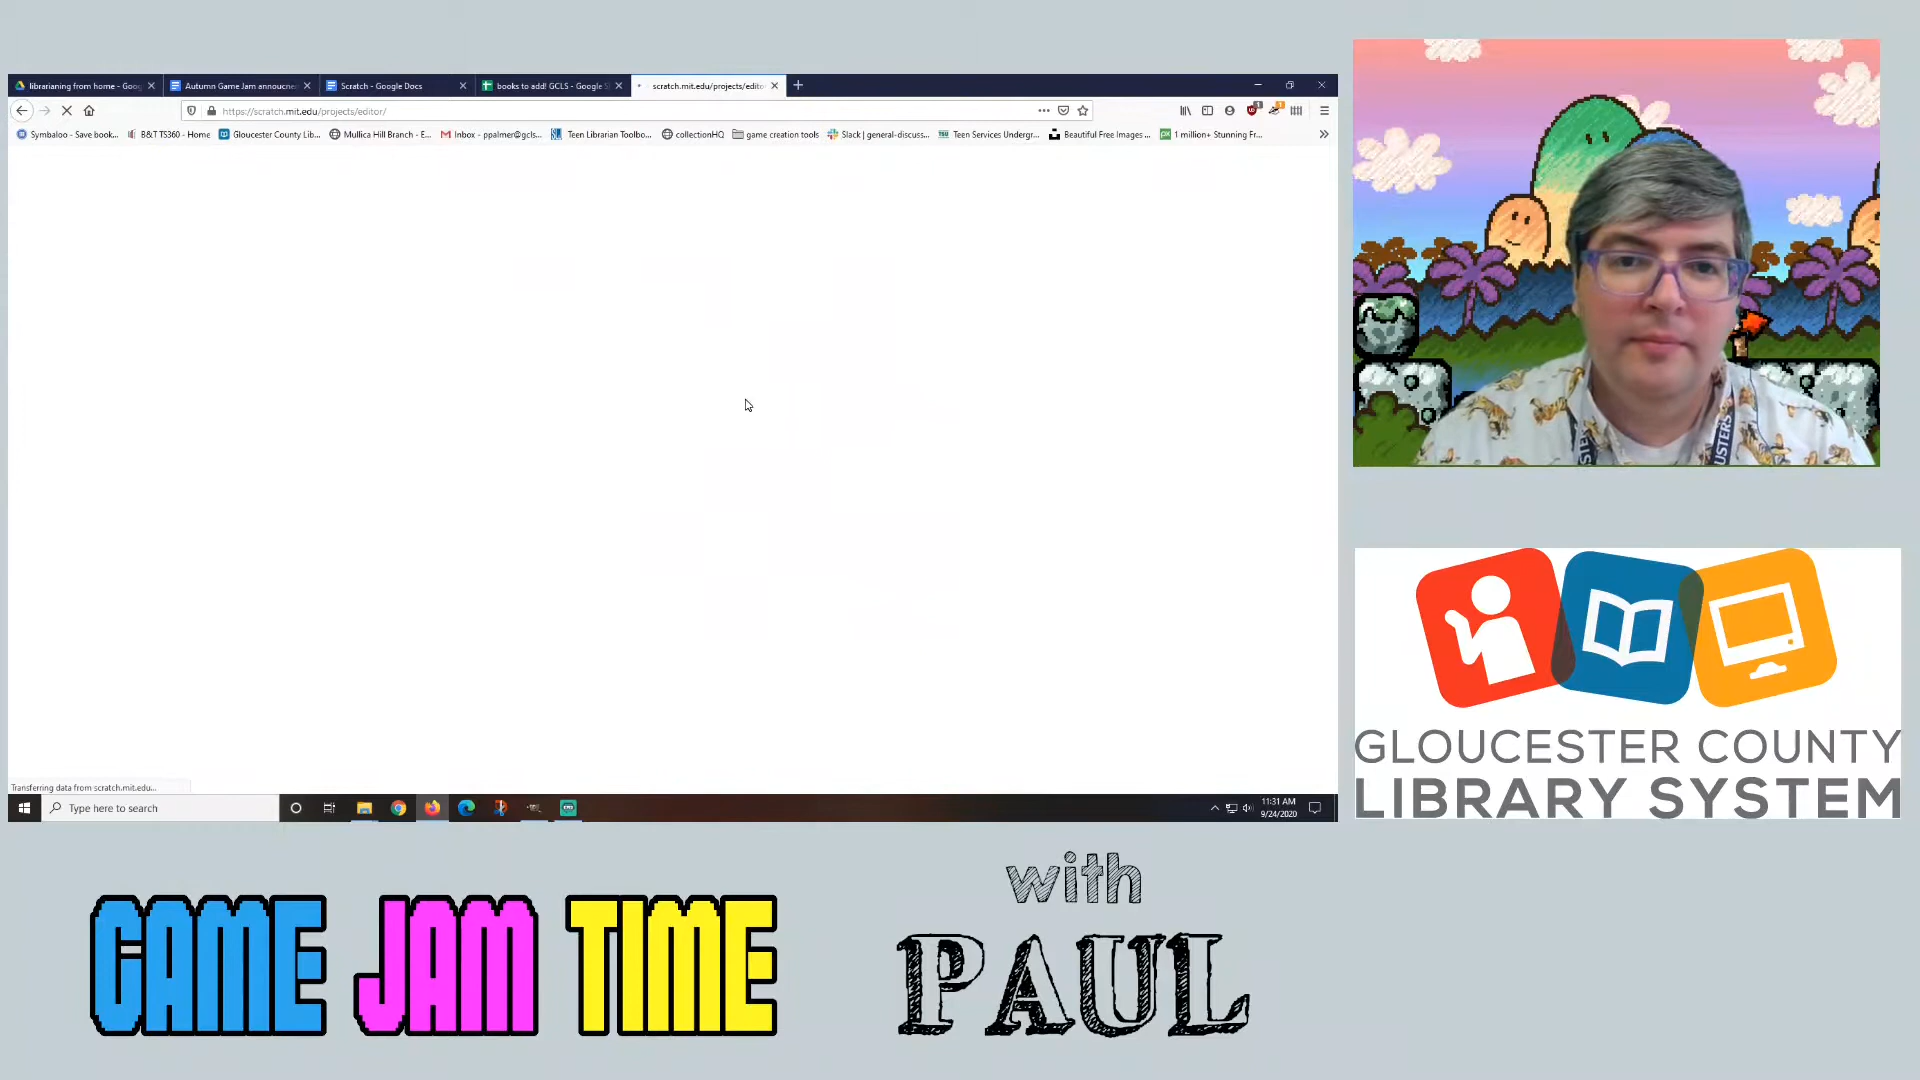 librarianing from home - Goog
Autumn Game Jam annoucne
Scratch - Google Docs
books to add! GCLS - Google S
scratch.mit.edu/projects/edito
https://scratch.mit.edu/projects/editor/
Symbaloo - Save book...
B&T TS360 - Home
Gloucester County Lib...
Mullica Hill Branch - E...
Inbox - ppalmer@gcls...
Teen Librarian Toolbo...
collectionHQ
game creation tools
Slack | general-discus...
Teen Services Undergr...
Beautiful Free Images ...
1 million+ Stunning Fr...
Transferring data from scratch.mit.edu...
Type here to search
11:31 AM
9/24/2020
USTERS
GLOUCESTER COUNTY
LIBRARY SYSTEM
GAME JAM TIME
with
PAUL